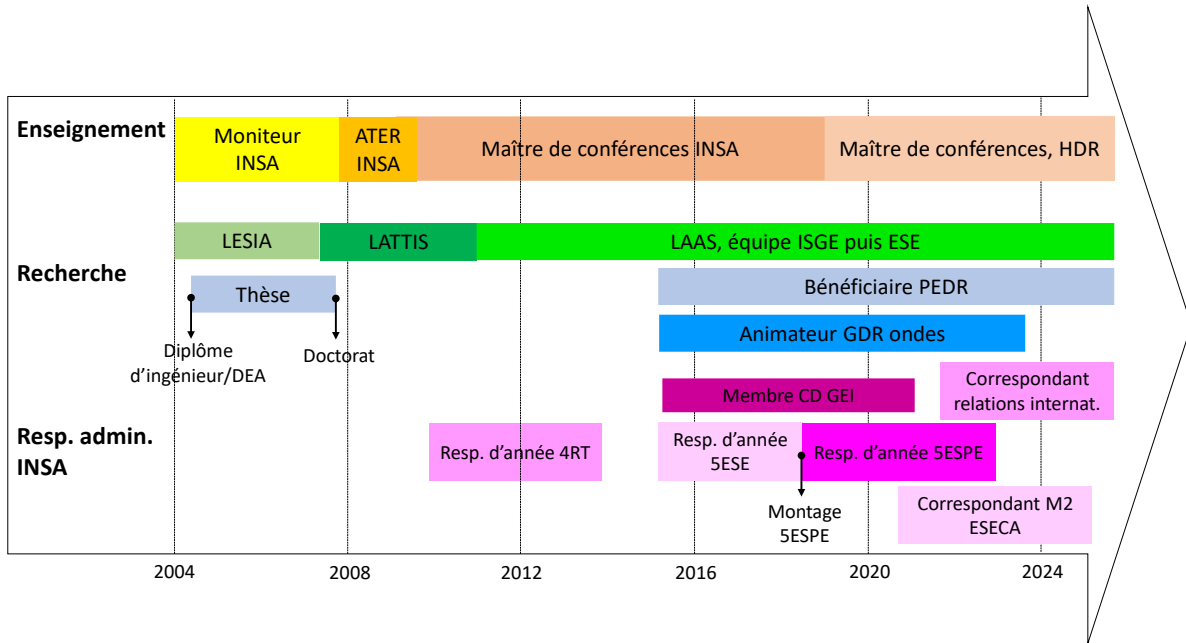 Enseignement
Moniteur
INSA
ATER
INSA
Maître de conférences INSA
Maître de conférences, HDR
LESIA
LATTIS
LAAS, équipe ISGE puis ESE
Recherche
Thèse
Bénéficiaire PEDR
Animateur GDR ondes
Diplôme
d'ingénieur/DEA
Doctorat
Membre CD GEI
Correspondant
relations internat.
Resp. admin.
INSA
Resp. d'année 4RT
Resp. d'année
5ESE
Resp. d'année 5ESPE
Montage
5ESPE
Correspondant M2
ESECA
2004
2008
2012
2016
2020
2024